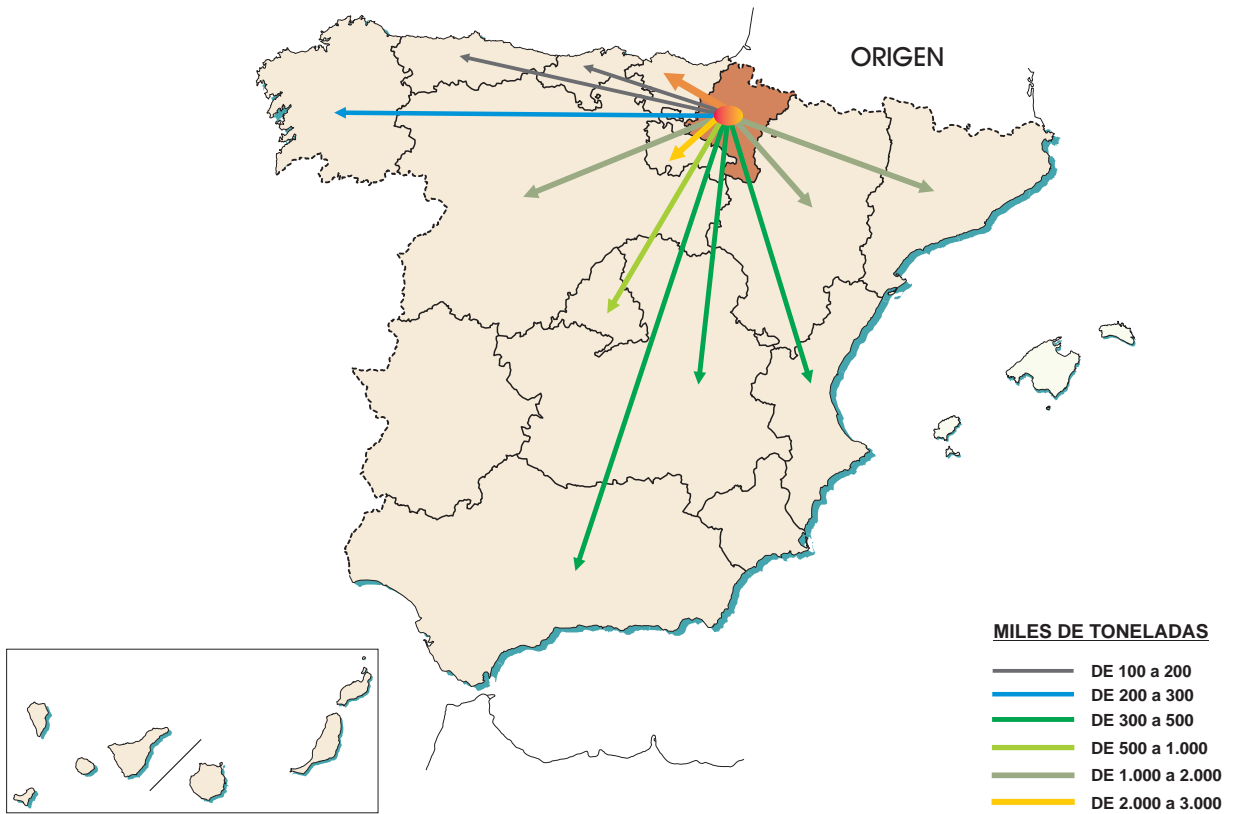 ORIGEN
MILES DE TONELADAS
DE 100 a 200
DE 200 a 300
DE 300 a 500
DE 500 a 1.000
DE 1.000 a 2.000
DE 2.000 a 3.000